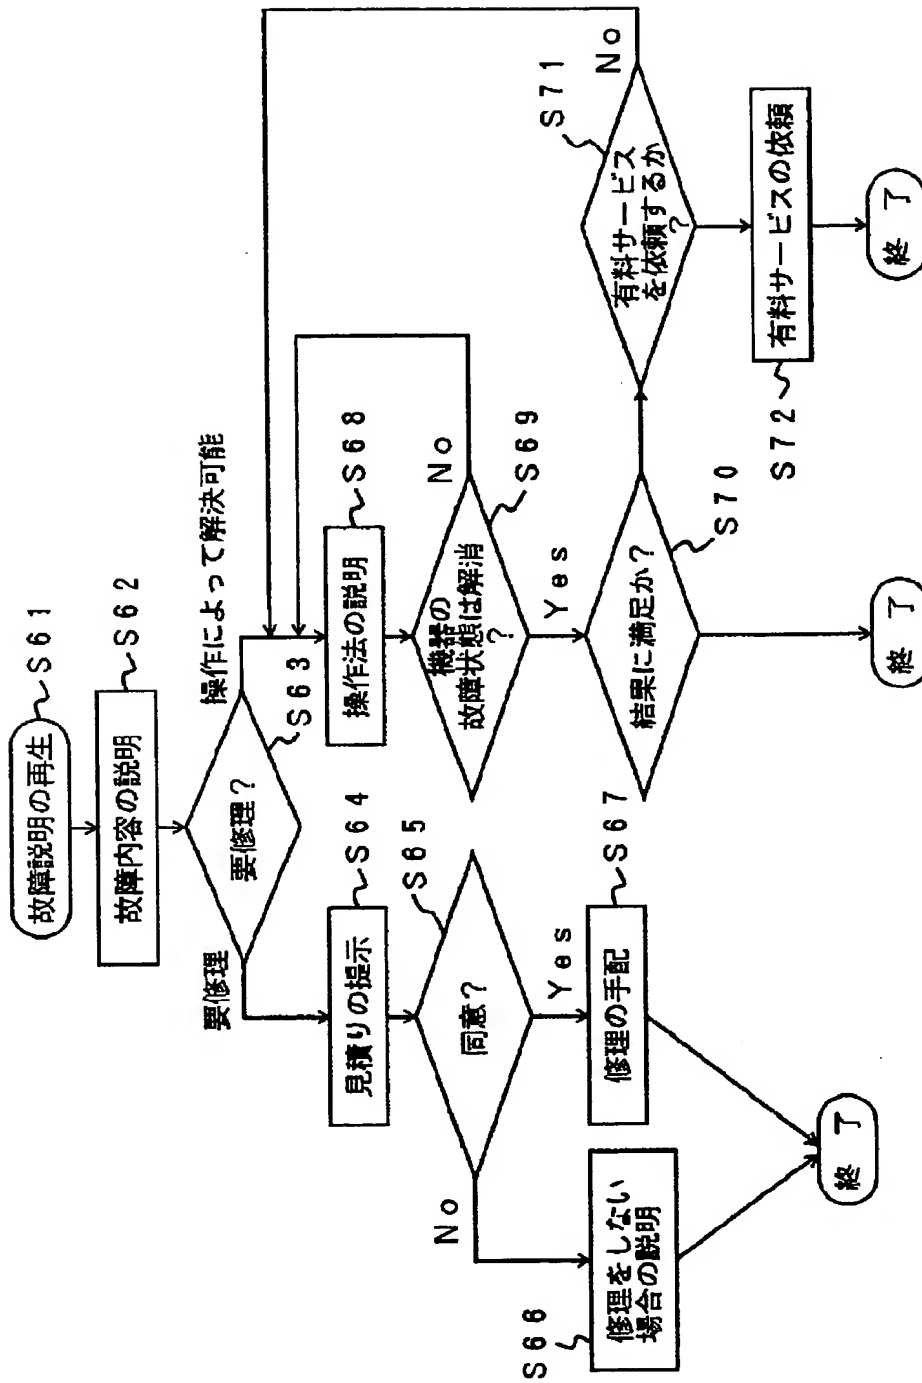 故障説明の再生
S61
故障内容の説明
S62
要修理?
S63
要修理
操作によって解決可能
見積りの提示
S64
同意?
S65
No
Yes
修理をしない
場合の説明
S66
修理の手配
S67
終 了
操作法の説明
S68
機器の
故障状態は解消
?
S69
No
Yes
結果に満足か?
S70
終 了
有料サービス
を依頼するか
?
S71
No
有料サービスの依頼
S72
終 了